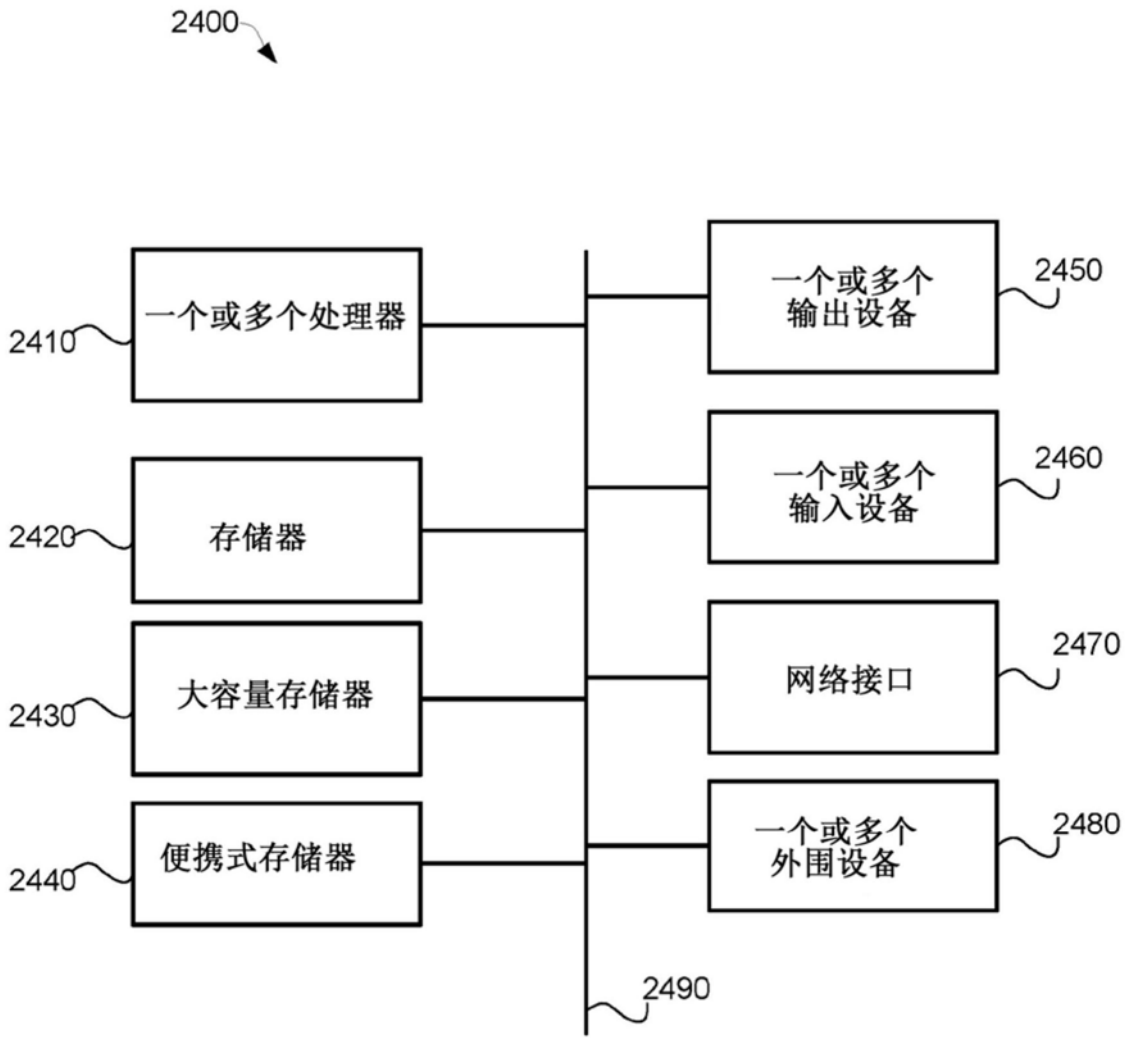 2400
一个或多个处理器
2410
存储器
2420
大容量存储器
2430
便携式存储器
2440
一个或多个
输出设备
2450
一个或多个
输入设备
2460
网络接口
2470
一个或多个
外围设备
2480
2490